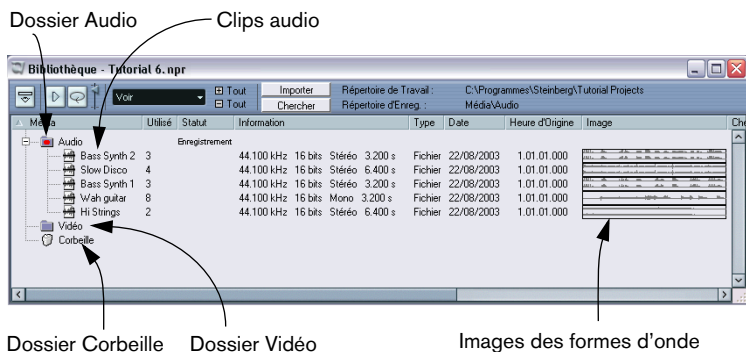 Dossier Audio
Clips audio
Bibliothèque - Tutorial 6.npr
Voir
Tout
Tout
Importer
Chercher
Répertoire de Travail :
Répertoire d'Enreg. :
C:\Programmes\Steinberg\Tutorial Projects
Média\Audio
Média Utilisé Statut Information Type Date Heure d'Origine Image
Audio Enregistrement
Bass Synth 2 3 44.100 kHz 16 bits Stéréo 3.200 s Fichier 22/08/2003 1.01.01.000
Slow Disco 4 44.100 kHz 16 bits Stéréo 6.400 s Fichier 22/08/2003 1.01.01.000
Bass Synth 1 3 44.100 kHz 16 bits Stéréo 3.200 s Fichier 22/08/2003 1.01.01.000
Wah guitar 8 44.100 kHz 16 bits Mono 3.200 s Fichier 22/08/2003 1.01.01.000
Hi Strings 2 44.100 kHz 16 bits Stéréo 6.400 s Fichier 22/08/2003 1.01.01.000
Vidéo
Corbeille
Dossier Corbeille
Dossier Vidéo
Images des formes d'onde